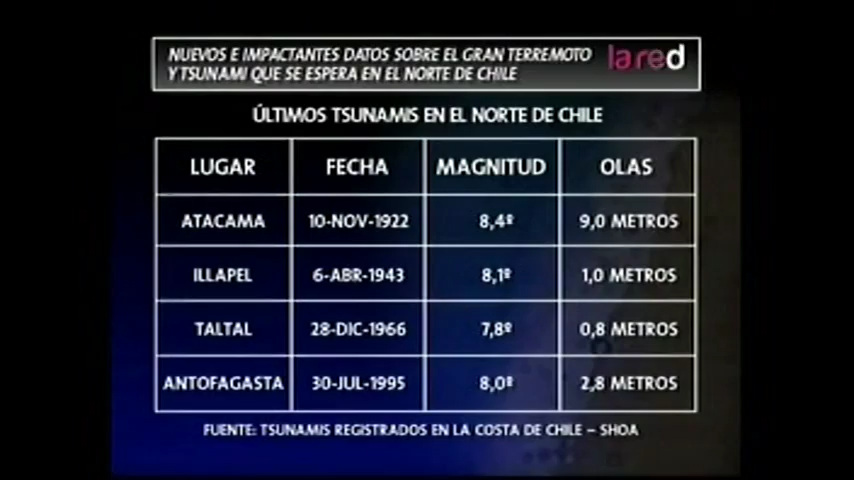 NUEVOS E IMPACTANTES DATOS SOBRE EL GRAN TERREMOTO
Y TSUNAMI QUE SE ESPERA EN EL NORTE DE CHILE
la red
ÚLTIMOS TSUNAMIS EN EL NORTE DE CHILE
LUGAR FECHA MAGNITUD OLAS
ATACAMA 10-NOV-1922 8,4º 9,0 METROS
ILLAPEL 6-ABR-1943 8,1º 1,0 METROS
TALTAL 28-DIC-1966 7,8º 0,8 METROS
ANTOFAGASTA 30-JUL-1995 8,0º 2,8 METROS
FUENTE: TSUNAMIS REGISTRADOS EN LA COSTA DE CHILE – SHOA